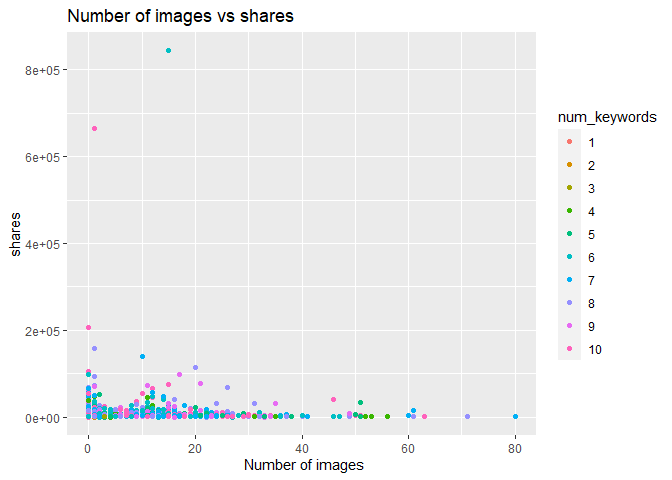 Number of images vs shares
8e+05
6e+05
4e+05
2e+05
0e+00
shares
0
20
40
60
80
Number of images
num_keywords
1
2
3
4
5
6
7
8
9
10